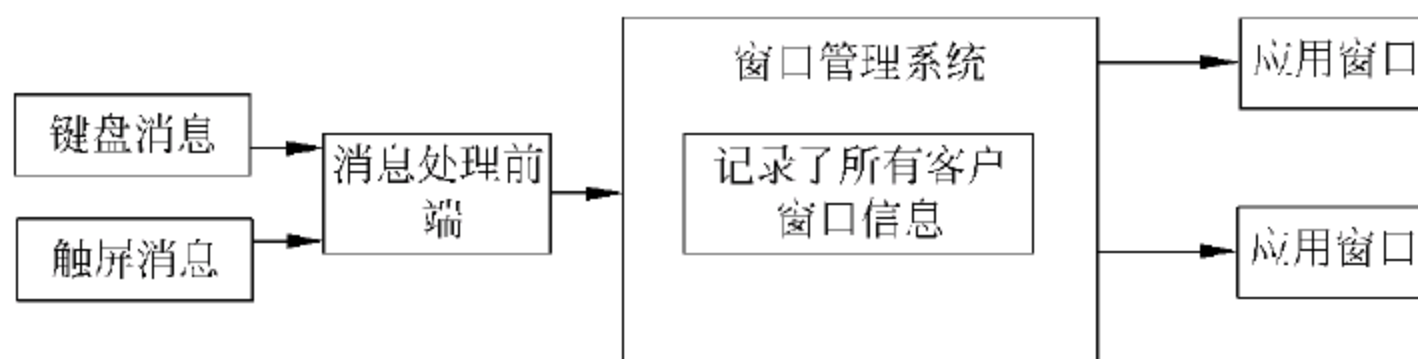 键盘消息
触屏消息
消息处理前
端
窗口管理系统
记录了所有客户
窗口信息
应用窗口
应用窗口